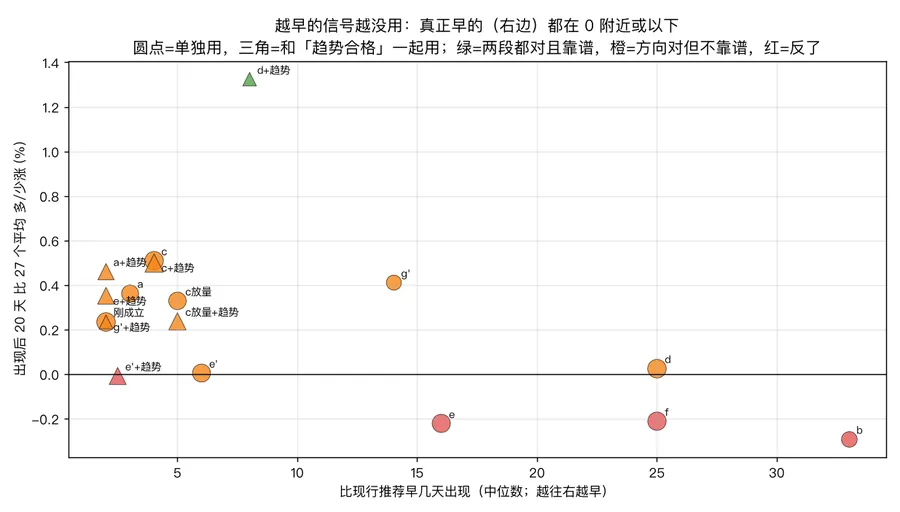 越早的信号越没用：真正早的（右边）都在 0 附近或以下
圆点=单独用，三角=和「趋势合格」一起用；绿=两段都对且靠谱，橙=方向对但不靠谱，红=反了
出现后 20 天 比 27 个平均 多/少涨 (%)
1.4
1.2
1.0
0.8
0.6
0.4
0.2
0.0
−0.2
d+趋势
c
a+趋势
c+趋势
a
g'
e+趋势
c放量
刚成立
c放量+趋势
g'+趋势
e'+趋势
e'
d
e
f
b
5
10
15
20
25
30
比现行推荐早几天出现（中位数；越往右越早）